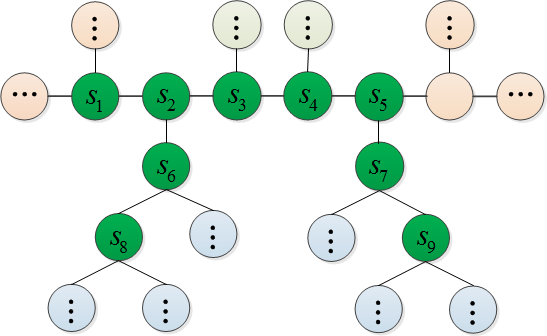 ⋮ ⋮ ⋮ ⋮
⋯ S1 S2 S3 S4 S5 ⋯
S6 S7
S8 ⋮ ⋮ S9
⋮ ⋮ ⋮ ⋮